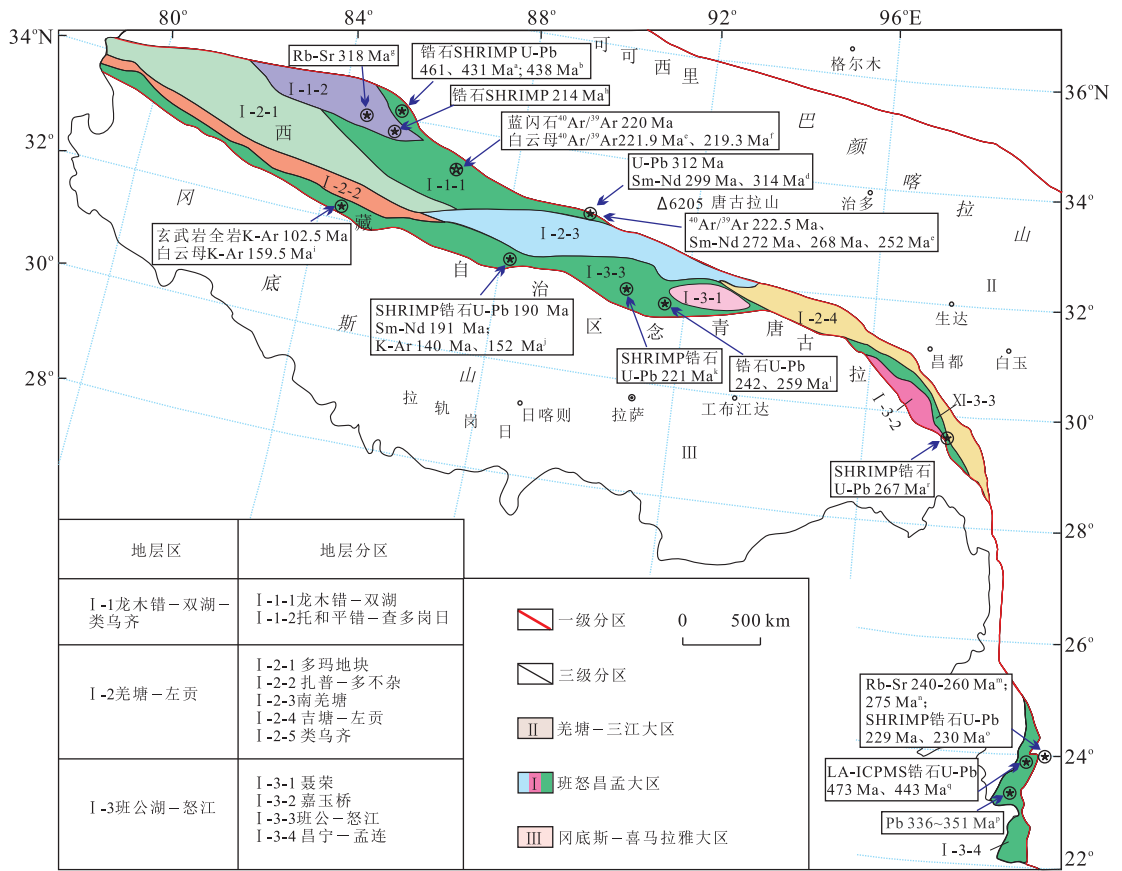 80°
84°
88°
92°
96°E
34°N
32°
30°
28°
36°N
34°
32°
30°
28°
26°
24°
22°
Rb-Sr 318 Maᵍ
锆石SHRIMP U-Pb
461、431 Maᵃ; 438 Maᵇ
锆石SHRIMP 214 Maʰ
蓝闪石⁴⁰Ar/³⁹Ar 220 Ma
白云母⁴⁰Ar/³⁹Ar221.9 Maᵉ、219.3 Maᶠ
U-Pb 312 Ma
Sm-Nd 299 Ma、314 Maᵈ
Δ6205 唐古拉山
⁴⁰Ar/³⁹Ar 222.5 Ma、
Sm-Nd 272 Ma、268 Ma、252 Maᶜ
玄武岩全岩K-Ar 102.5 Ma
白云母K-Ar 159.5 Maⁱ
SHRIMP锆石U-Pb 190 Ma
Sm-Nd 191 Ma;
K-Ar 140 Ma、152 Maʲ
SHRIMP锆石
U-Pb 221 Maᵏ
锆石U-Pb
242、259 Maˡ
SHRIMP锆石
U-Pb 267 Maʳ
Rb-Sr 240-260 Maᵐ;
275 Maⁿ;
SHRIMP锆石U-Pb
229 Ma、230 Maᵒ
LA-ICPMS锆石U-Pb
473 Ma、443 Ma^q
Pb 336~351 Maᵖ
Ⅰ-3-4
Ⅰ-1-2
Ⅰ-2-1
Ⅰ-1-1
Ⅰ-2-2
Ⅰ-2-3
Ⅰ-3-3
Ⅰ-3-1
Ⅰ-2-4
Ⅺ-3-3
Ⅰ-3-2
Ⅱ
Ⅲ
西藏自治区
可可西里
巴颜喀拉山
冈底斯山
念青唐古拉
拉轨岗日
格尔木
治多
生达
昌都
白玉
日喀则
拉萨
工布江达
地层区
地层分区
Ⅰ-1龙木错-双湖-
类乌齐
Ⅰ-1-1龙木错-双湖
Ⅰ-1-2托和平错-查多岗日
Ⅰ-2羌塘-左贡
Ⅰ-2-1 多玛地块
Ⅰ-2-2 扎普-多不杂
Ⅰ-2-3南羌塘
Ⅰ-2-4 吉塘-左贡
Ⅰ-2-5 类乌齐
Ⅰ-3班公湖-怒江
Ⅰ-3-1 聂荣
Ⅰ-3-2 嘉玉桥
Ⅰ-3-3班公-怒江
Ⅰ-3-4 昌宁-孟连
一级分区
三级分区
Ⅱ 羌塘-三江大区
Ⅰ 班怒昌孟大区
Ⅲ 冈底斯-喜马拉雅大区
0 500 km